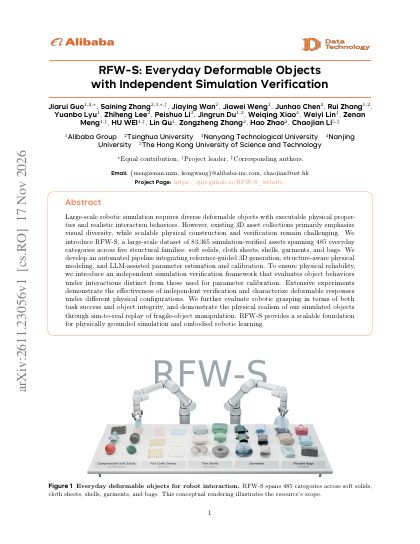 Alibaba
Data
Technology
RFW-S: Everyday Deformable Objects
with Independent Simulation Verification
Jiarui Guo¹,²,*, Saining Zhang²,³,*,†, Jiaying Wan², Jiawei Weng¹, Junhao Chen², Rui Zhang¹,²,
Yuanbo Lyu¹, Zhiheng Lee², Peishuo Li³, Jingrun Du¹,², Weiqing Xiao⁴, Weiyi Lin¹, Zenan
Meng¹,‡, HU WEI¹,‡, Lin Qu¹, Zongzheng Zhang², Hao Zhao², Chaojian Li⁵,‡
¹Alibaba Group ²Tsinghua University ³Nanyang Technological University ⁴Nanjing
University ⁵The Hong Kong University of Science and Technology
*Equal contribution, †Project leader, ‡Corresponding authors.
Email {mengzenan.mzn, kongwang}@alibaba-inc.com, chaojian@ust.hk
Project Page:
Abstract
Large-scale robotic simulation requires diverse deformable objects with executable physical proper-
ties and realistic interaction behaviors. However, existing 3D asset collections primarily emphasize
visual diversity, while scalable physical construction and verification remain challenging. We
introduce RFW-S, a large-scale dataset of 83,365 simulation-verified assets spanning 485 everyday
categories across five structural families: soft solids, cloth sheets, shells, garments, and bags. We
develop an automated pipeline integrating reference-guided 3D generation, structure-aware physical
modeling, and LLM-assisted parameter estimation and calibration. To ensure physical reliability,
we introduce an independent simulation verification framework that evaluates object behaviors
under interactions distinct from those used for parameter calibration. Extensive experiments
demonstrate the effectiveness of independent verification and characterize deformable responses
under different physical configurations. We further evaluate robotic grasping in terms of both
task success and object integrity, and demonstrate the physical realism of our simulated objects
through sim-to-real replay of fragile-object manipulation. RFW-S provides a scalable foundation
for physically grounded simulation and embodied robotic learning.
arXiv:2611.23056v1 [cs.RO] 17 Nov 2026
RFW-S
Compressible Soft Solids
Thin Cloth Sheets
Thin Shells
Garments
Flexible Bags
Figure 1 Everyday deformable objects for robot interaction. RFW-S spans 485 categories across soft solids,
cloth sheets, shells, garments, and bags. This conceptual rendering illustrates the resource's scope.
1